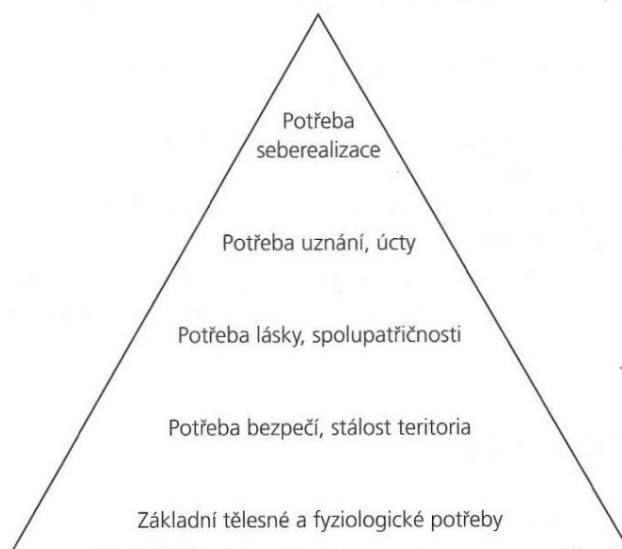 Potřeba
seberealizace
Potřeba uznání, úcty
Potřeba lásky, spolupatřičnosti
Potřeba bezpečí, stálost teritoria
Základní tělesné a fyziologické potřeby